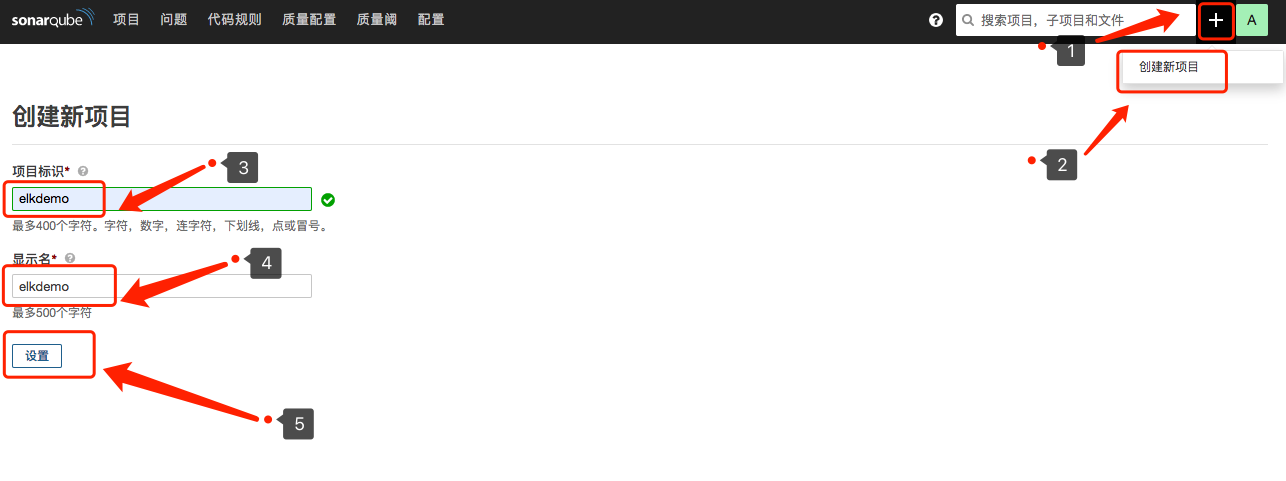 sonarqube 项目 问题 代码规则 质量配置 质量阈 配置 ? 搜索项目，子项目和文件 + A
1
创建新项目
创建新项目
2
项目标识* ?
3
elkdemo
最多400个字符。字符，数字，连字符，下划线，点或冒号。
显示名* ?
4
elkdemo
最多500个字符
设置
5